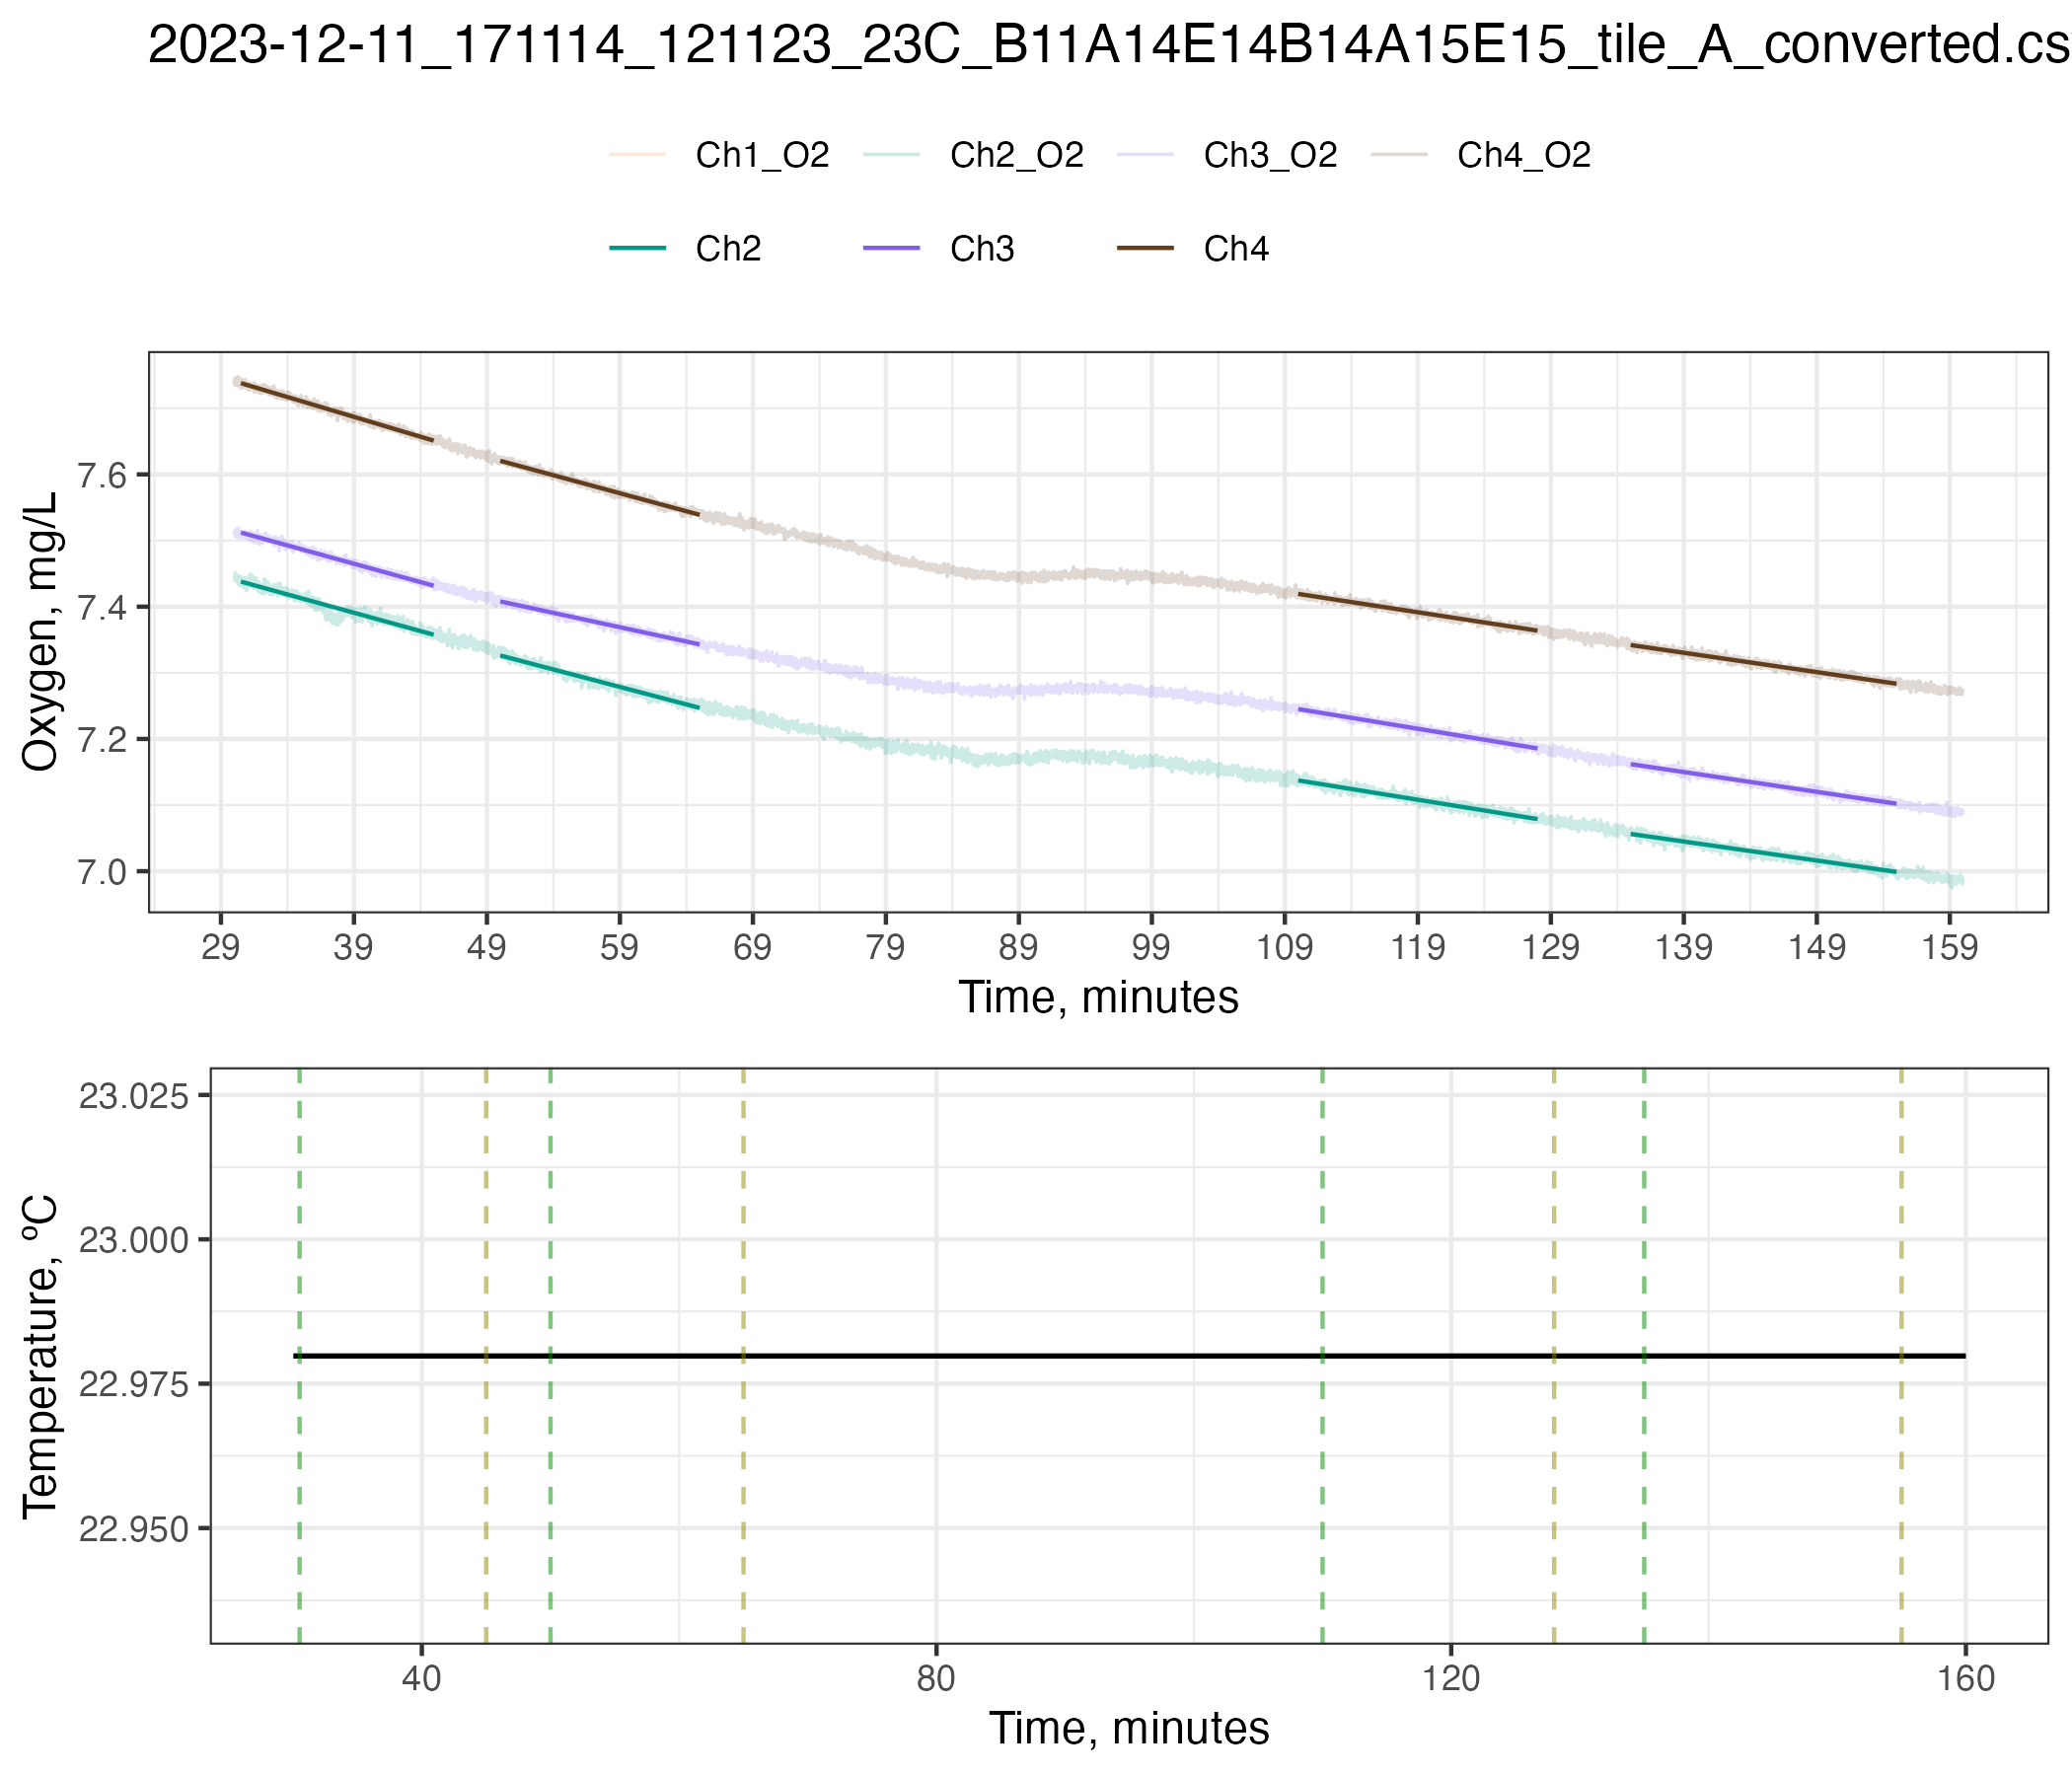 2023-12-11_171114_121123_23C_B11A14E14B14A15E15_tile_A_converted.cs
Ch1_O2 Ch2_O2 Ch3_O2 Ch4_O2
Ch2 Ch3 Ch4
Oxygen, mg/L
7.6
7.4
7.2
7.0
29 39 49 59 69 79 89 99 109 119 129 139 149 159
Time, minutes
Temperature, ºC
23.025
23.000
22.975
22.950
40 80 120 160
Time, minutes